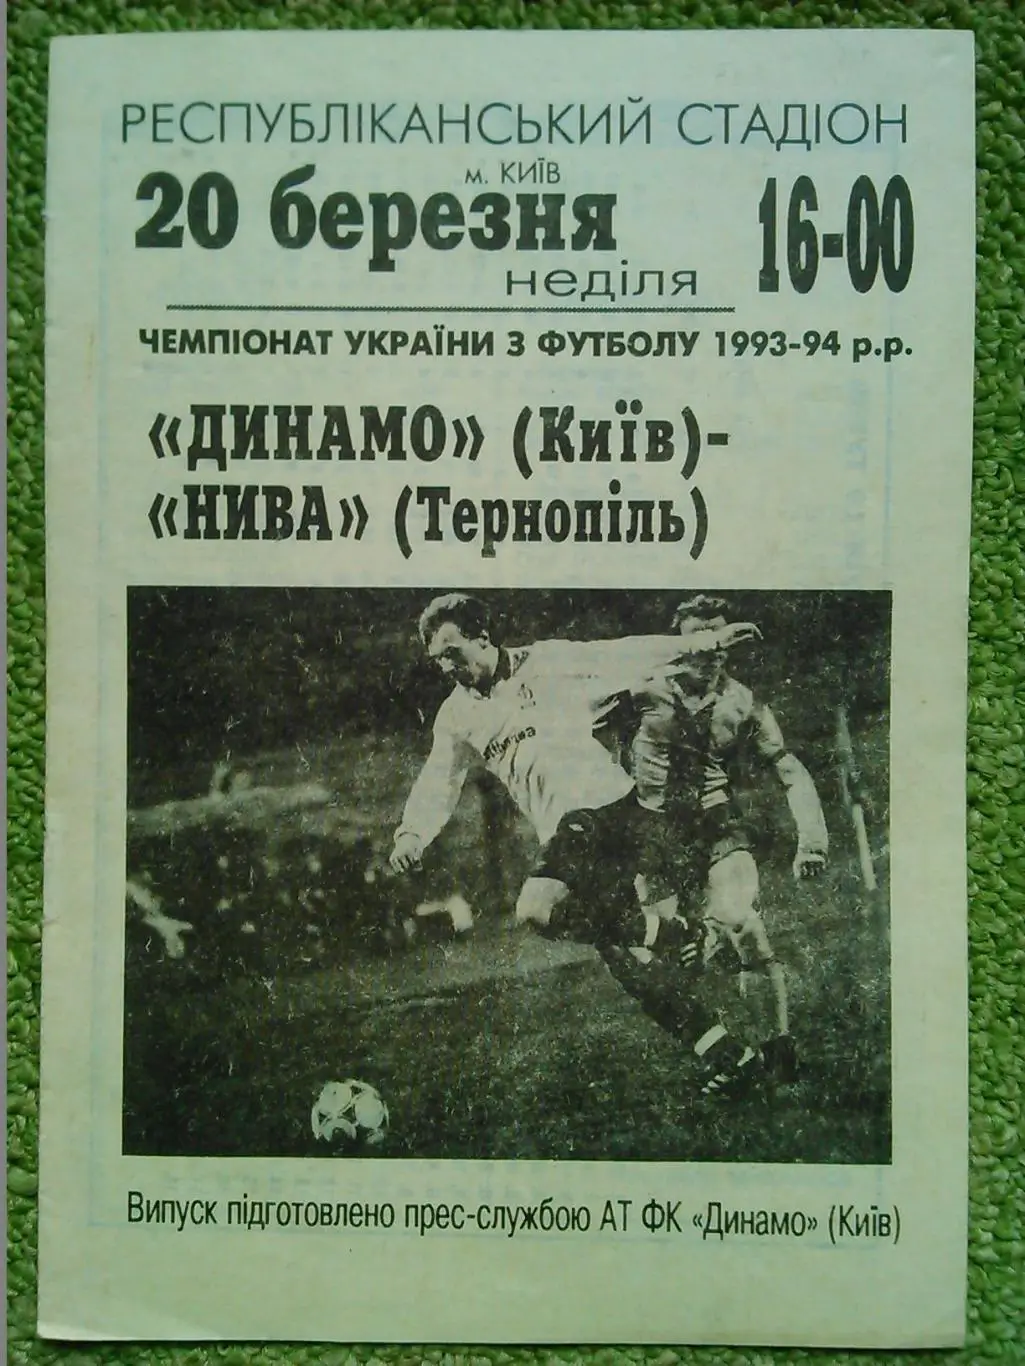 РЕСПУБЛІКАНСЬКИЙ СТАДІОН
м. КИЇВ
20 березня 16-00
неділя
ЧЕМПІОНАТ УКРАЇНИ З ФУТБОЛУ 1993-94 р.р.
«ДИНАМО» (Київ)-
«НИВА» (Тернопіль)
Випуск підготовлено прес-службою АТ ФК «Динамо» (Київ)